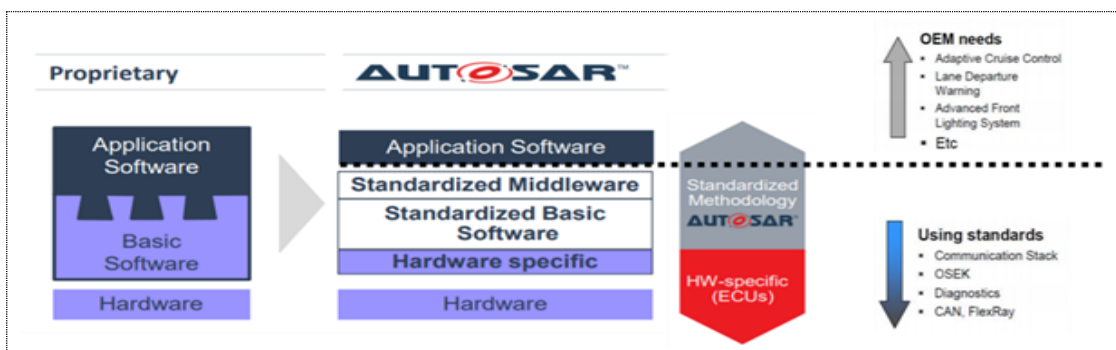 Proprietary
Application
Software
Basic
Software
Hardware
AUTOSAR™
Application Software
Standardized Middleware
Standardized Basic
Software
Hardware specific
Hardware
Standardized
Methodology
AUTOSAR™
HW-specific
(ECUs)
OEM needs
▪ Adaptive Cruise Control
▪ Lane Departure
Warning
▪ Advanced Front
Lighting System
▪ Etc
Using standards
▪ Communication Stack
▪ OSEK
▪ Diagnostics
▪ CAN, FlexRay